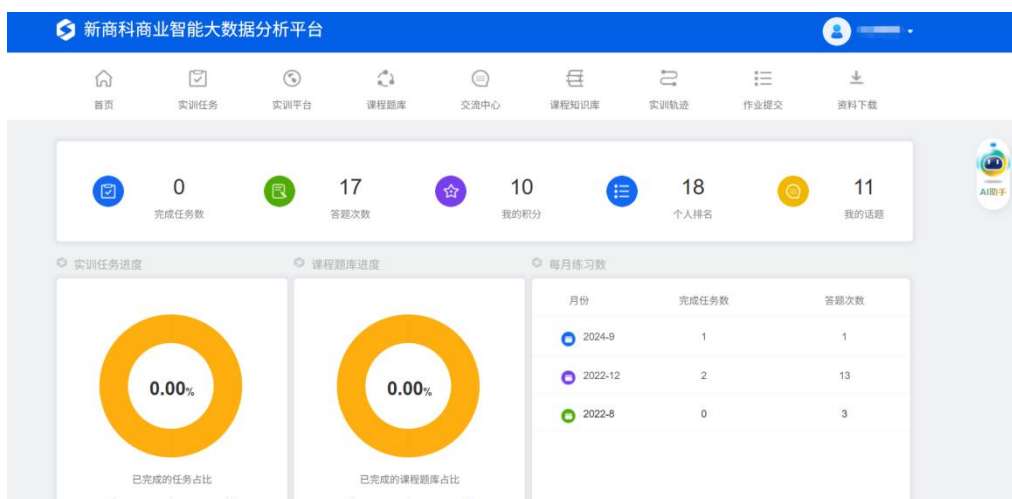 新商科商业智能大数据分析平台
首页 实训任务 实训平台 课程题库 交流中心 课程知识库 实训轨迹 作业提交 资料下载
AI助手
0 17 10 18 11
完成任务数 答题次数 我的积分 个人排名 我的话题
实训任务进度 课程题库进度 每月练习数
月份 完成任务数 答题次数
2024-9 1 1
2022-12 2 13
2022-8 0 3
0.00% 0.00%
已完成的任务占比 已完成的课程题库占比